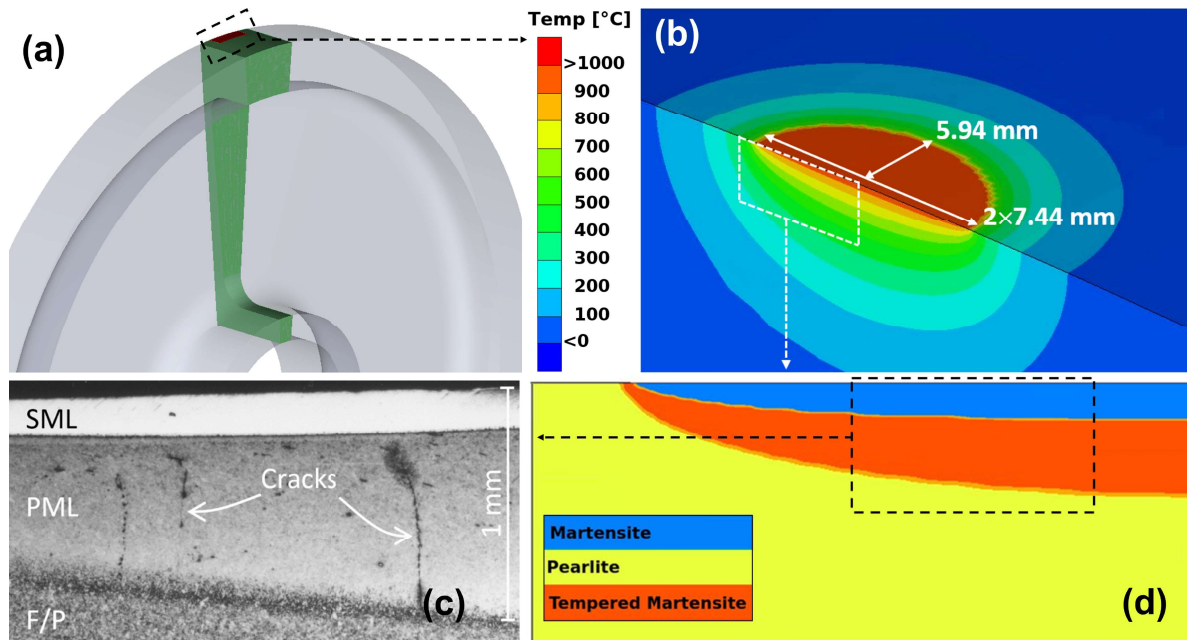 (a)
Temp [°C]
>1000
900
800
700
600
500
400
300
200
100
<0
(b)
5.94 mm
2×7.44 mm
SML
PML
Cracks
1 mm
F/P
(c)
Martensite
Pearlite
Tempered Martensite
(d)